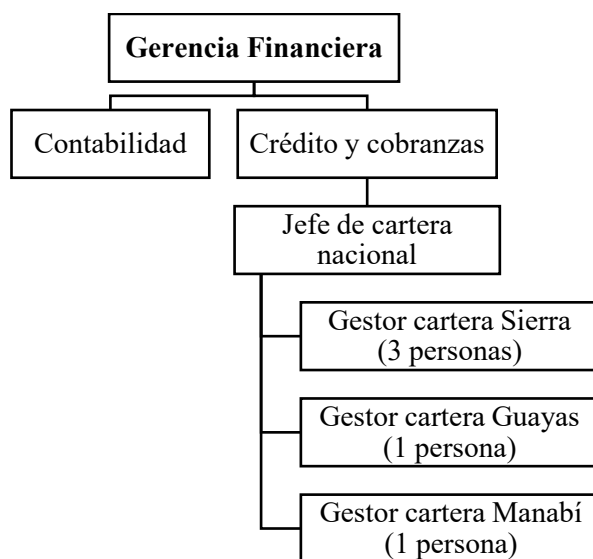 Gerencia Financiera
Contabilidad
Crédito y cobranzas
Jefe de cartera
nacional
Gestor cartera Sierra
(3 personas)
Gestor cartera Guayas
(1 persona)
Gestor cartera Manabí
(1 persona)